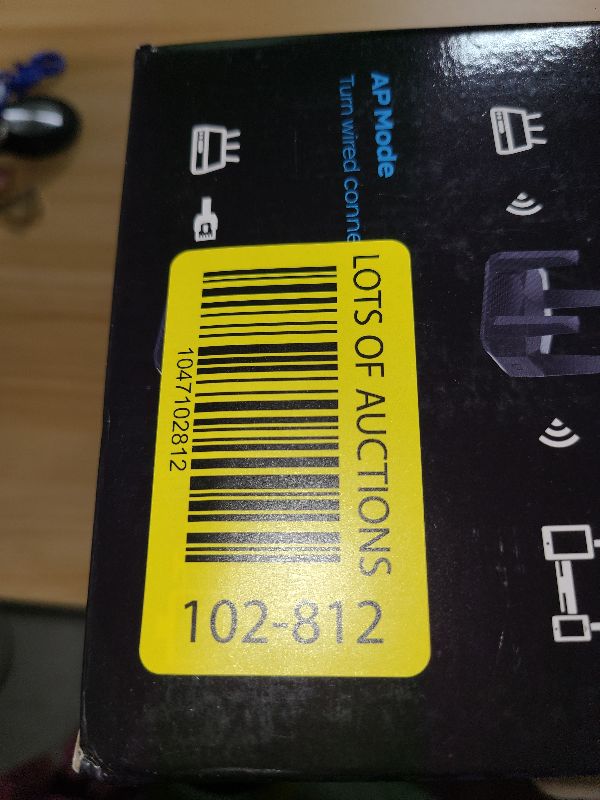 AP Mode
Turn wired conne
LOTS OF AUCTIONS
1047102812
102-812